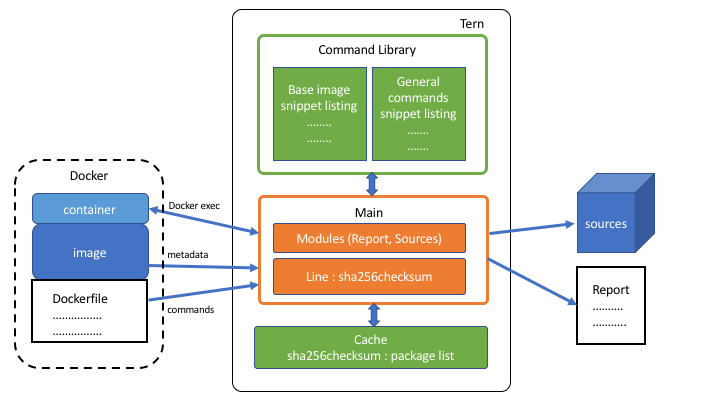 Tern
Command Library
Base image
snippet listing
........
........
General
commands
snippet listing
.......
.......
Docker
container
image
Dockerfile
................
................
Docker exec
metadata
commands
Main
Modules (Report, Sources)
Line : sha256checksum
Cache
sha256checksum : package list
sources
Report
..........
...........